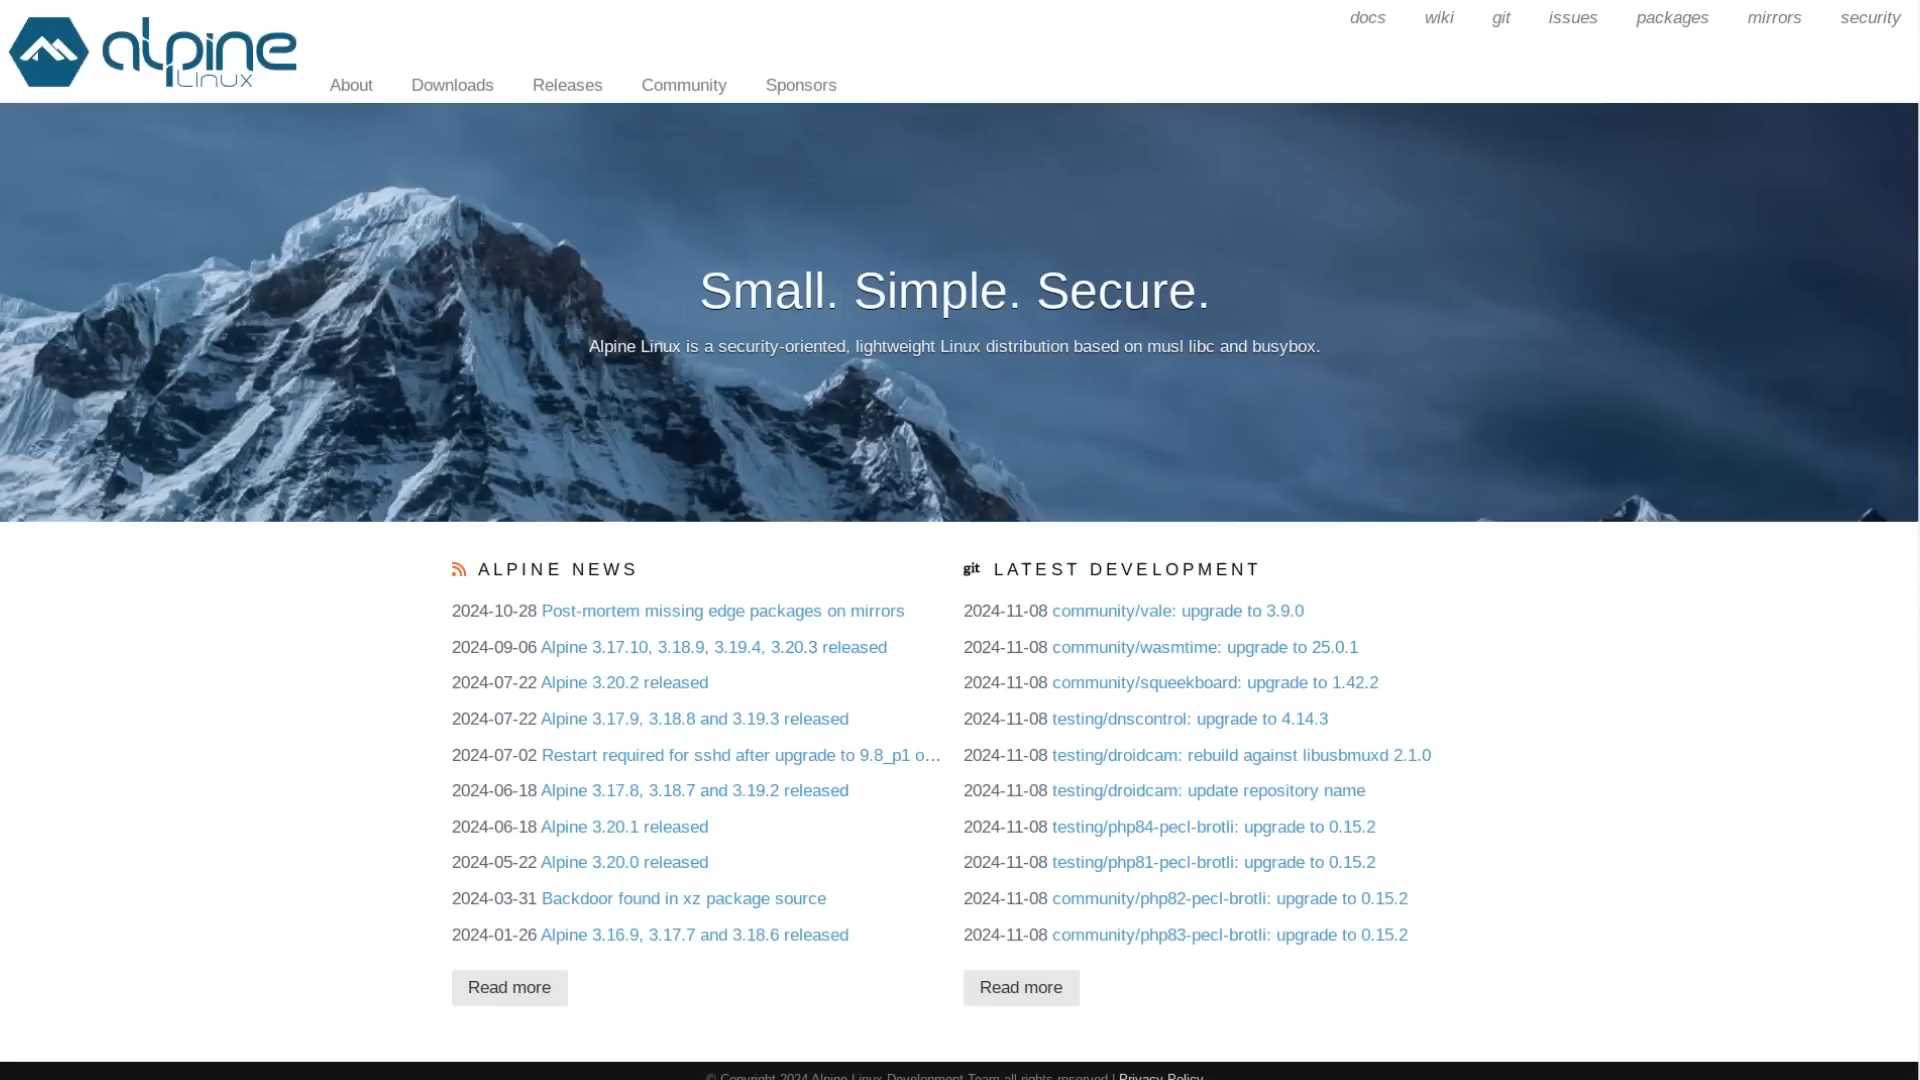 alpine
Linux
docs wiki git issues packages mirrors security
About Downloads Releases Community Sponsors
Small. Simple. Secure.
Alpine Linux is a security-oriented, lightweight Linux distribution based on musl libc and busybox.
ALPINE NEWS
2024-10-28 Post-mortem missing edge packages on mirrors
2024-09-06 Alpine 3.17.10, 3.18.9, 3.19.4, 3.20.3 released
2024-07-22 Alpine 3.20.2 released
2024-07-22 Alpine 3.17.9, 3.18.8 and 3.19.3 released
2024-07-02 Restart required for sshd after upgrade to 9.8_p1 o…
2024-06-18 Alpine 3.17.8, 3.18.7 and 3.19.2 released
2024-06-18 Alpine 3.20.1 released
2024-05-22 Alpine 3.20.0 released
2024-03-31 Backdoor found in xz package source
2024-01-26 Alpine 3.16.9, 3.17.7 and 3.18.6 released
Read more
git LATEST DEVELOPMENT
2024-11-08 community/vale: upgrade to 3.9.0
2024-11-08 community/wasmtime: upgrade to 25.0.1
2024-11-08 community/squeekboard: upgrade to 1.42.2
2024-11-08 testing/dnscontrol: upgrade to 4.14.3
2024-11-08 testing/droidcam: rebuild against libusbmuxd 2.1.0
2024-11-08 testing/droidcam: update repository name
2024-11-08 testing/php84-pecl-brotli: upgrade to 0.15.2
2024-11-08 testing/php81-pecl-brotli: upgrade to 0.15.2
2024-11-08 community/php82-pecl-brotli: upgrade to 0.15.2
2024-11-08 community/php83-pecl-brotli: upgrade to 0.15.2
Read more
© Copyright 2024 Alpine Linux Development Team all rights reserved | Privacy Policy